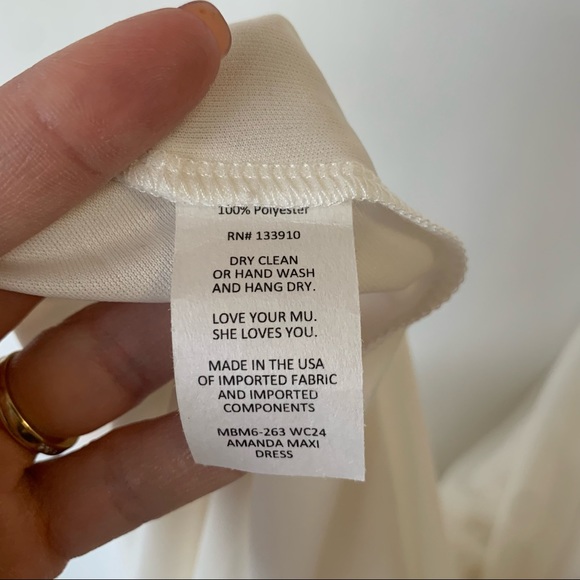 100% Polyester
RN# 133910
DRY CLEAN
OR HAND WASH
AND HANG DRY.
LOVE YOUR MU.
SHE LOVES YOU.
MADE IN THE USA
OF IMPORTED FABRIC
AND IMPORTED
COMPONENTS
MBM6-263 WC24
AMANDA MAXI
DRESS